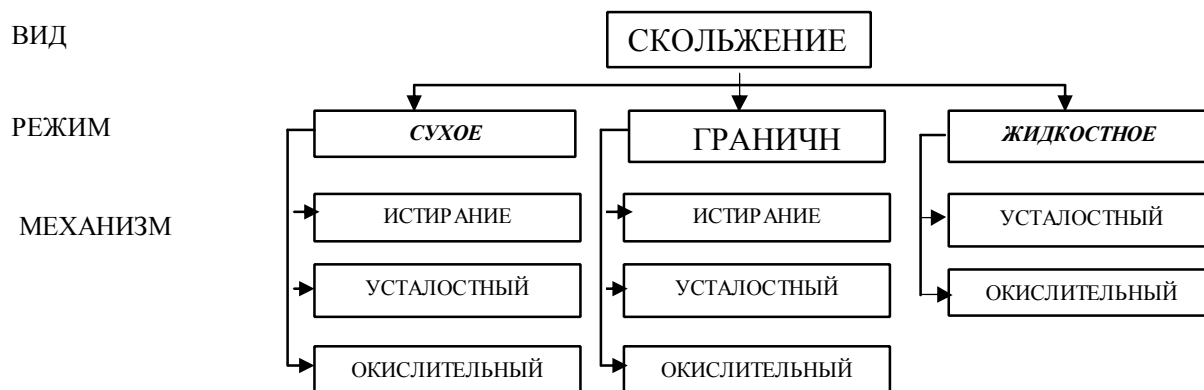 ВИД
СКОЛЬЖЕНИЕ
РЕЖИМ
СУХОЕ
ГРАНИЧН
ЖИДКОСТНОЕ
МЕХАНИЗМ
ИСТИРАНИЕ
ИСТИРАНИЕ
УСТАЛОСТНЫЙ
УСТАЛОСТНЫЙ
УСТАЛОСТНЫЙ
ОКИСЛИТЕЛЬНЫЙ
ОКИСЛИТЕЛЬНЫЙ
ОКИСЛИТЕЛЬНЫЙ